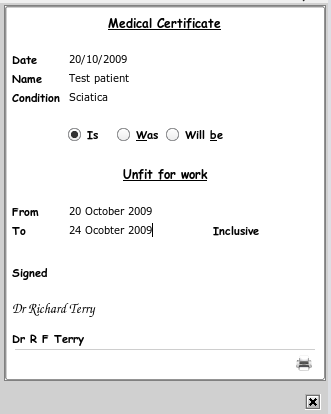 Medical Certificate
Date 20/10/2009
Name Test patient
Condition Sciatica
Is Was Will be
Unfit for work
From 20 October 2009
To 24 Ocobter 2009 Inclusive
Signed
Dr Richard Terry
Dr R F Terry